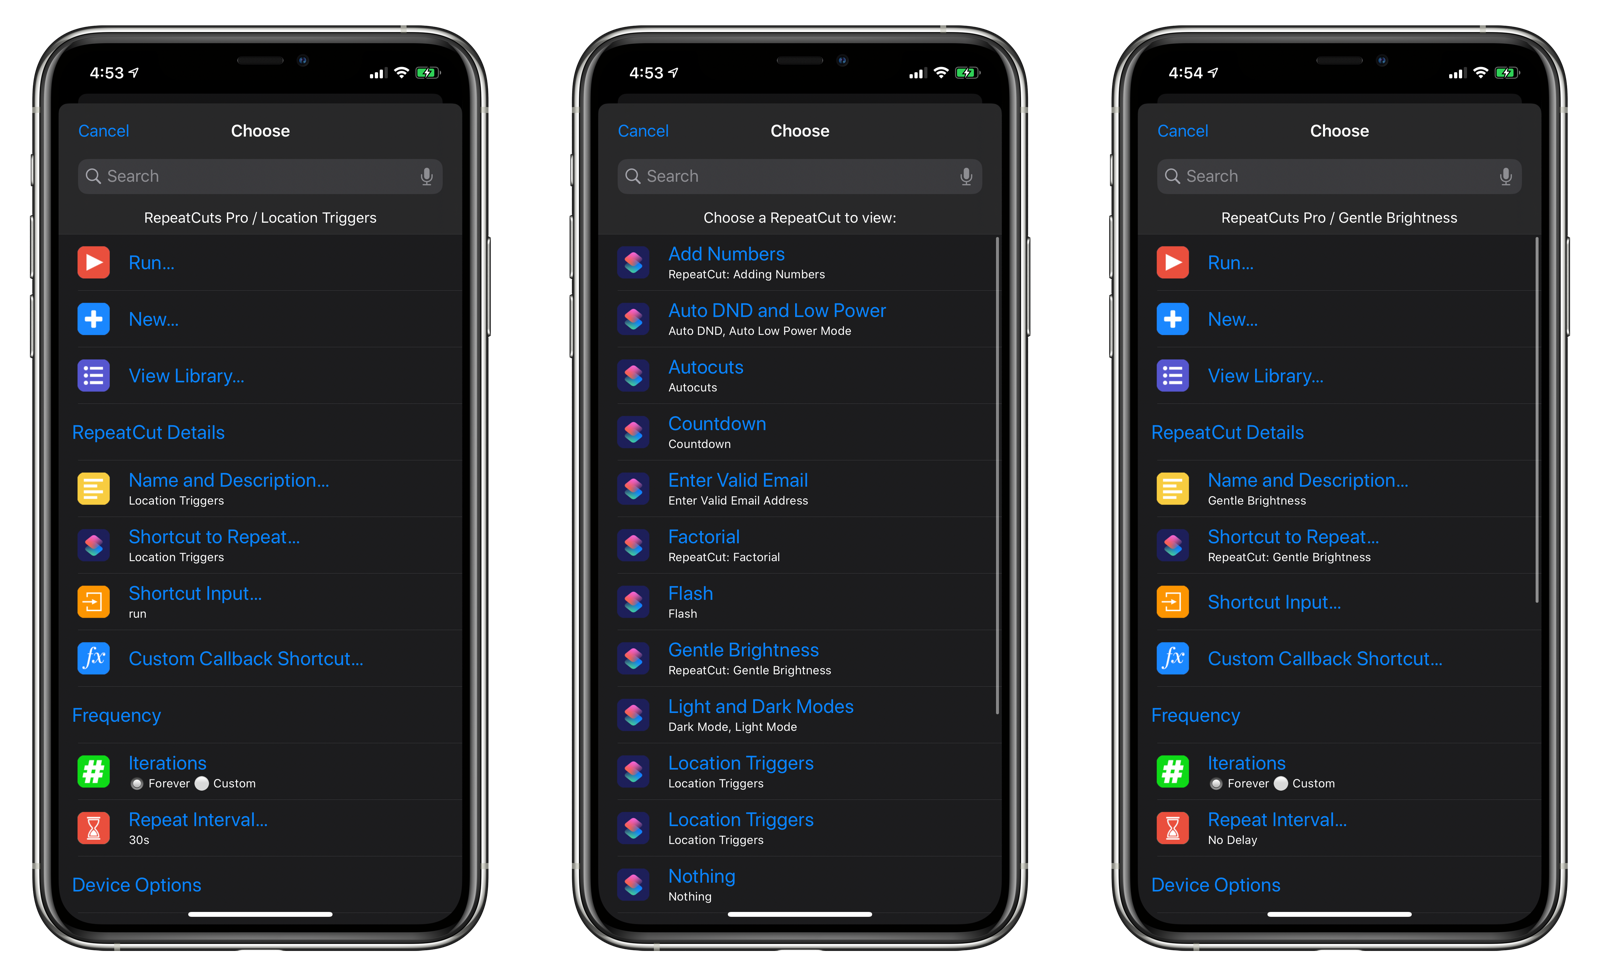 4:53
Cancel
Choose
Search
RepeatCuts Pro / Location Triggers
Run...
New...
View Library...
RepeatCut Details
Name and Description...
Location Triggers
Shortcut to Repeat...
Location Triggers
Shortcut Input...
run
fx
Custom Callback Shortcut...
Frequency
#
Iterations
Forever Custom
Repeat Interval...
30s
Device Options
4:53
Cancel
Choose
Search
Choose a RepeatCut to view:
Add Numbers
RepeatCut: Adding Numbers
Auto DND and Low Power
Auto DND, Auto Low Power Mode
Autocuts
Autocuts
Countdown
Countdown
Enter Valid Email
Enter Valid Email Address
Factorial
RepeatCut: Factorial
Flash
Flash
Gentle Brightness
RepeatCut: Gentle Brightness
Light and Dark Modes
Dark Mode, Light Mode
Location Triggers
Location Triggers
Location Triggers
Location Triggers
Nothing
Nothing
4:54
Cancel
Choose
Search
RepeatCuts Pro / Gentle Brightness
Run...
New...
View Library...
RepeatCut Details
Name and Description...
Gentle Brightness
Shortcut to Repeat...
RepeatCut: Gentle Brightness
Shortcut Input...
fx
Custom Callback Shortcut...
Frequency
#
Iterations
Forever Custom
Repeat Interval...
No Delay
Device Options